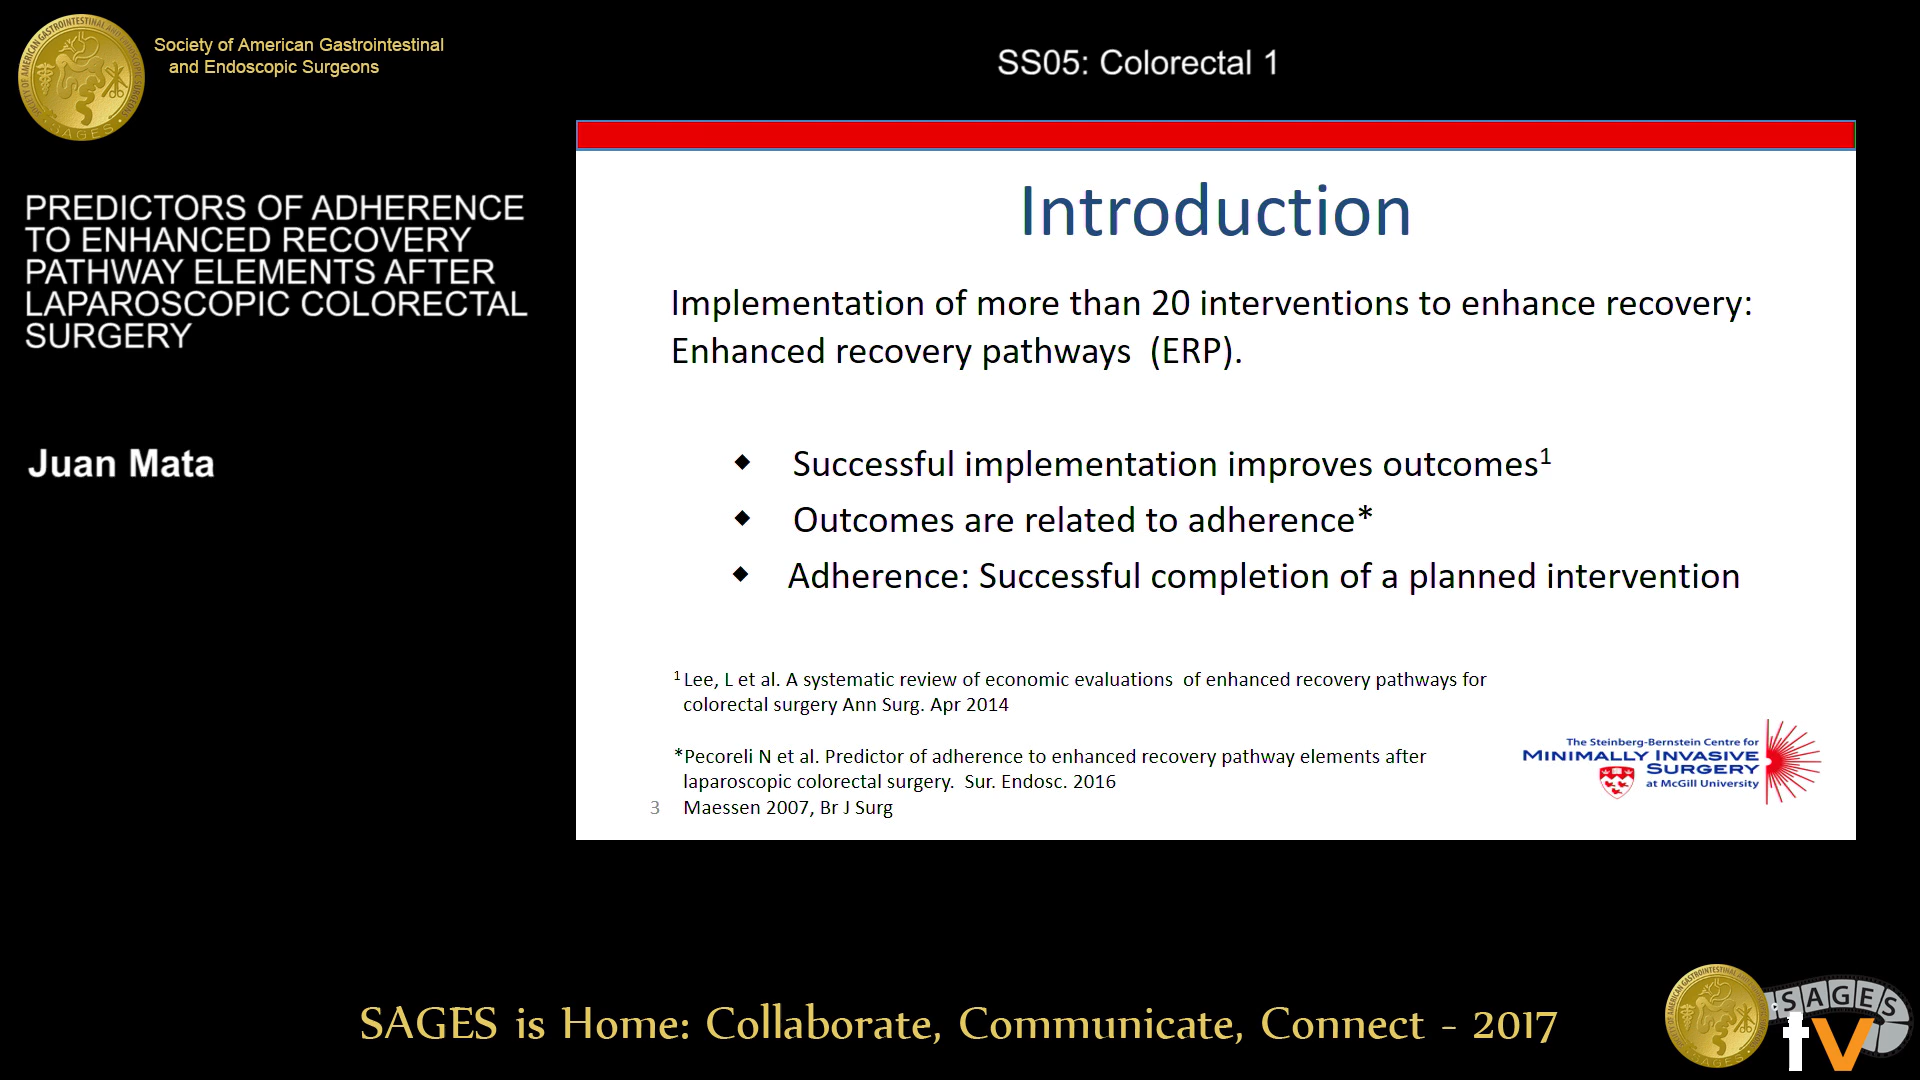 Society of American Gastrointestinal
and Endoscopic Surgeons
SS05: Colorectal 1
PREDICTORS OF ADHERENCE
TO ENHANCED RECOVERY
PATHWAY ELEMENTS AFTER
LAPAROSCOPIC COLORECTAL
SURGERY
Juan Mata
Introduction
Implementation of more than 20 interventions to enhance recovery:
Enhanced recovery pathways (ERP).
◆ Successful implementation improves outcomes¹
◆ Outcomes are related to adherence*
◆ Adherence: Successful completion of a planned intervention
¹ Lee, L et al. A systematic review of economic evaluations of enhanced recovery pathways for
colorectal surgery Ann Surg. Apr 2014
*Pecoreli N et al. Predictor of adherence to enhanced recovery pathway elements after
laparoscopic colorectal surgery. Sur. Endosc. 2016
3 Maessen 2007, Br J Surg
The Steinberg-Bernstein Centre for
MINIMALLY INVASIVE
SURGERY
at McGill University
SAGES is Home: Collaborate, Communicate, Connect - 2017
SAGES
tv